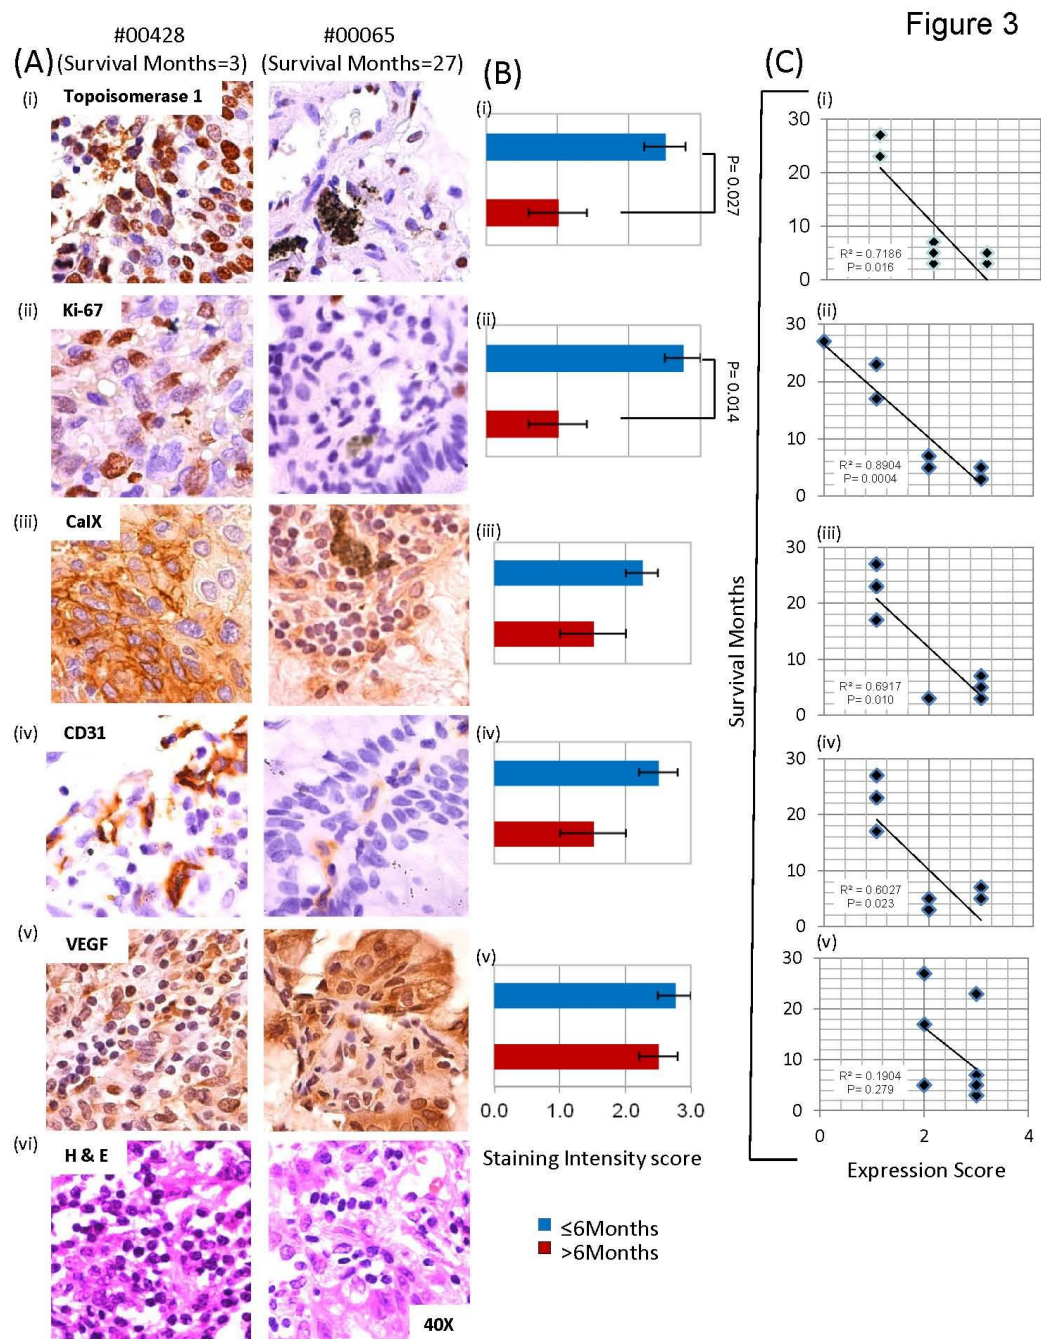 Figure 3
#00428
(Survival Months=3)
#00065
(Survival Months=27)
(A)
(B)
(C)
(i)
Topoisomerase 1
(ii)
Ki-67
(iii)
CaIX
(iv)
CD31
(v)
VEGF
(vi)
H & E
40X
(i)
P= 0.027
(ii)
P= 0.014
(iii)
(iv)
(v)
0.0
1.0
2.0
3.0
Staining Intensity score
≤6Months
>6Months
Survival Months
(i)
30
20
10
0
R² = 0.7186
P= 0.016
(ii)
30
20
10
0
R² = 0.8904
P= 0.0004
(iii)
30
20
10
0
R² = 0.6917
P= 0.010
(iv)
30
20
10
0
R² = 0.6027
P= 0.023
(v)
30
20
10
0
R² = 0.1904
P= 0.279
0
2
4
Expression Score